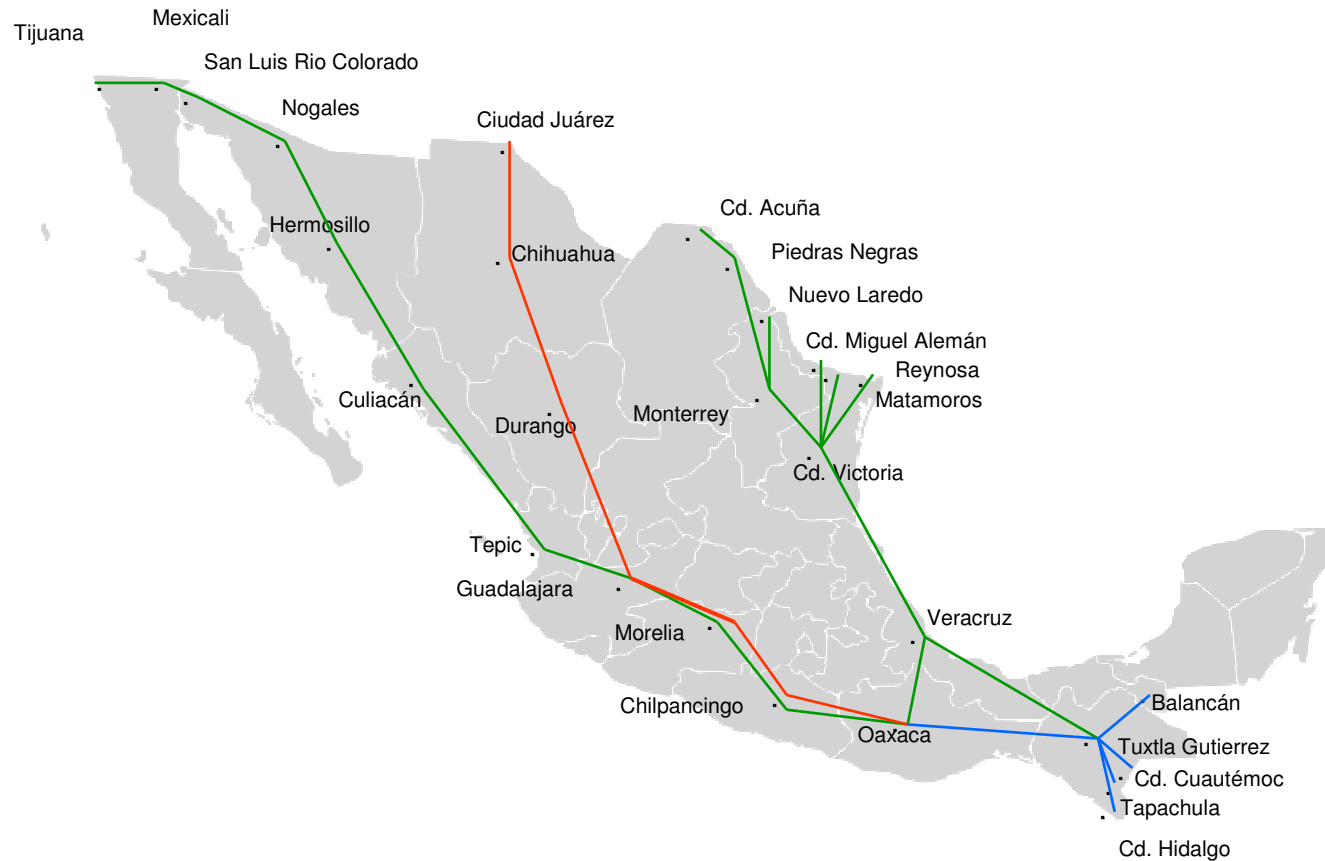 Mexicali
Tijuana
San Luis Rio Colorado
Nogales
Ciudad Juárez
Cd. Acuña
Hermosillo
Chihuahua
Piedras Negras
Nuevo Laredo
Cd. Miguel Alemán
Reynosa
Culiacán
Matamoros
Monterrey
Durango
Cd. Victoria
Tepic
Guadalajara
Veracruz
Morelia
Chilpancingo
Balancán
Oaxaca
Tuxtla Gutierrez
Cd. Cuautémoc
Tapachula
Cd. Hidalgo